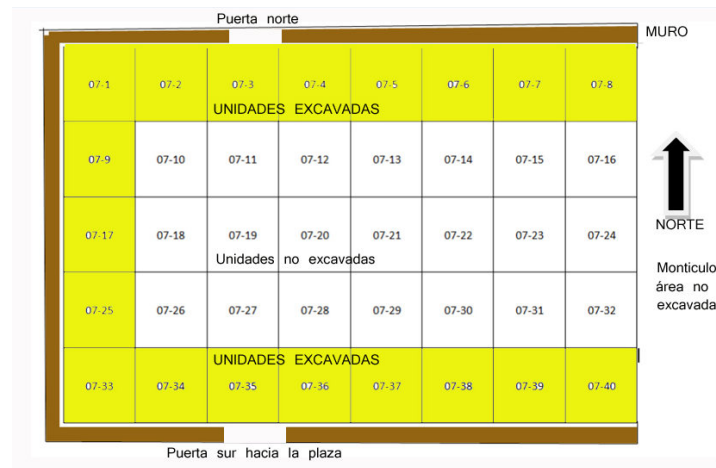 Puerta norte
MURO
07-1 07-2 07-3 07-4 07-5 07-6 07-7 07-8
UNIDADES EXCAVADAS
07-9 07-10 07-11 07-12 07-13 07-14 07-15 07-16
NORTE
07-17 07-18 07-19 07-20 07-21 07-22 07-23 07-24
Unidades no excavadas
Monticulo
área no
excavada
07-25 07-26 07-27 07-28 07-29 07-30 07-31 07-32
UNIDADES EXCAVADAS
07-33 07-34 07-35 07-36 07-37 07-38 07-39 07-40
Puerta sur hacia la plaza